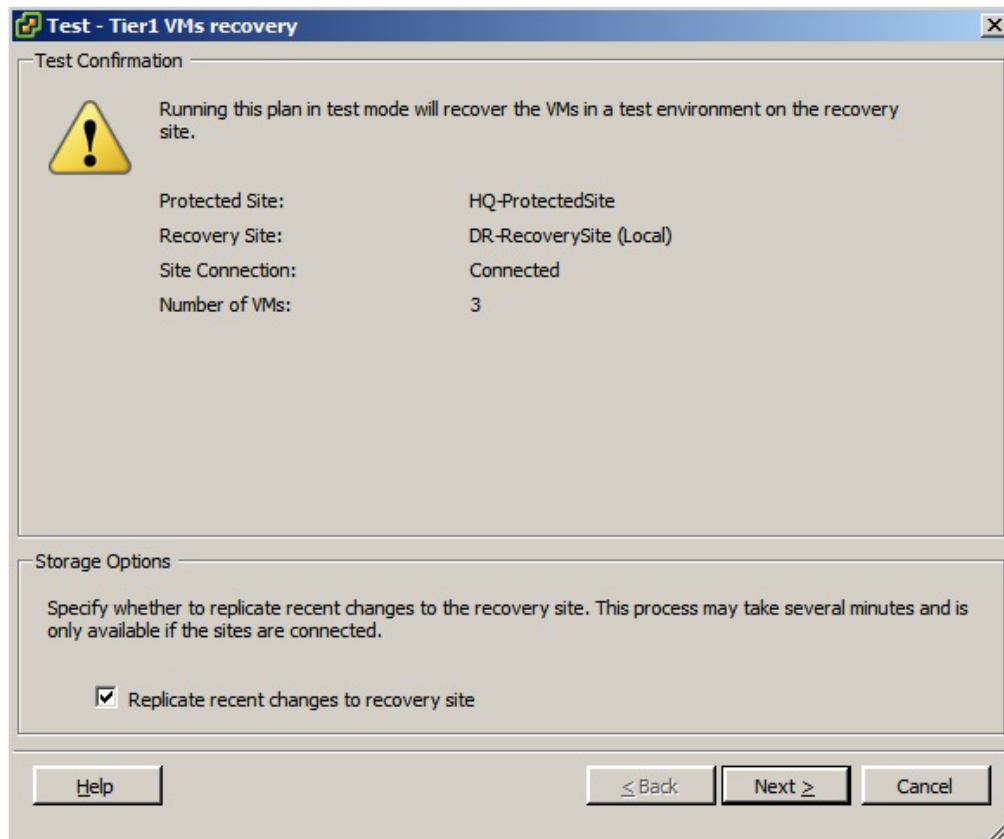 Test - Tier1 VMs recovery
Test Confirmation
Running this plan in test mode will recover the VMs in a test environment on the recovery
site.
Protected Site: HQ-ProtectedSite
Recovery Site: DR-RecoverySite (Local)
Site Connection: Connected
Number of VMs: 3
Storage Options
Specify whether to replicate recent changes to the recovery site. This process may take several minutes and is
only available if the sites are connected.
Replicate recent changes to recovery site
Help < Back Next > Cancel